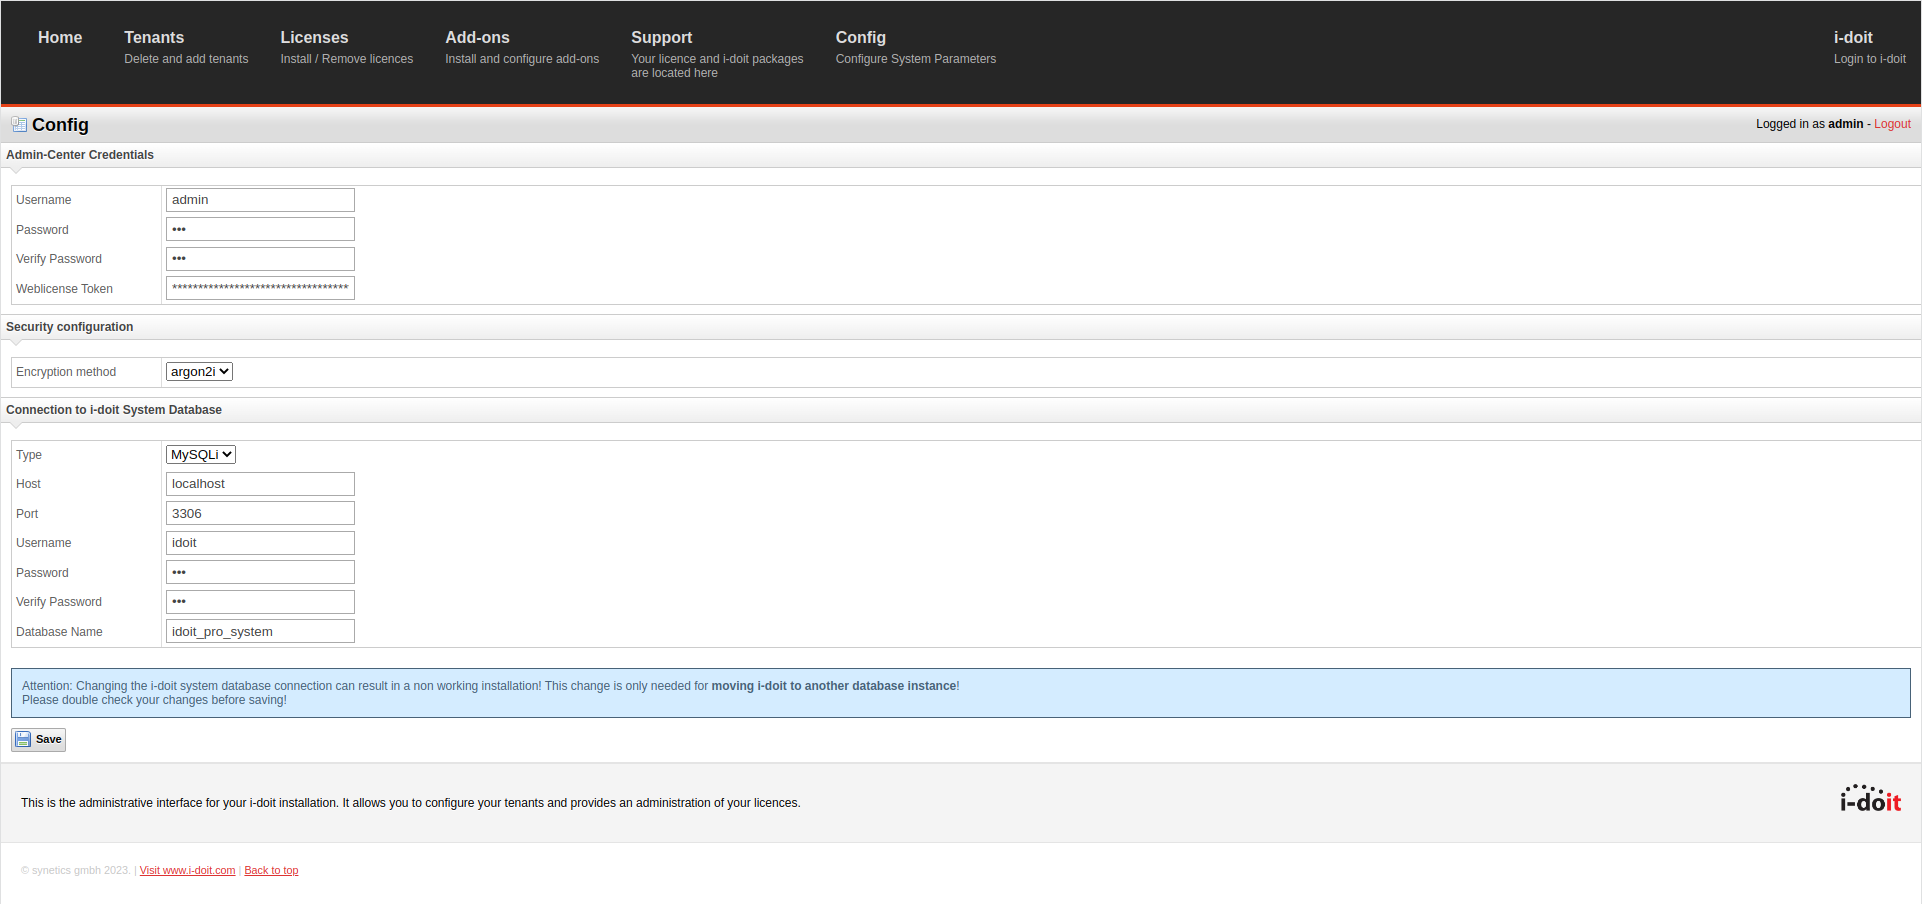 Home
Tenants
Delete and add tenants
Licenses
Install / Remove licences
Add-ons
Install and configure add-ons
Support
Your licence and i-doit packages
are located here
Config
Configure System Parameters
i-doit
Login to i-doit
Config
Logged in as admin - Logout
Admin-Center Credentials
Username admin
Password •••
Verify Password •••
Weblicense Token **********************************
Security configuration
Encryption method argon2i
Connection to i-doit System Database
Type MySQLi
Host localhost
Port 3306
Username idoit
Password •••
Verify Password •••
Database Name idoit_pro_system
Attention: Changing the i-doit system database connection can result in a non working installation! This change is only needed for moving i-doit to another database instance!
Please double check your changes before saving!
Save
This is the administrative interface for your i-doit installation. It allows you to configure your tenants and provides an administration of your licences.
i-doit
© synetics gmbh 2023. | Visit www.i-doit.com | Back to top